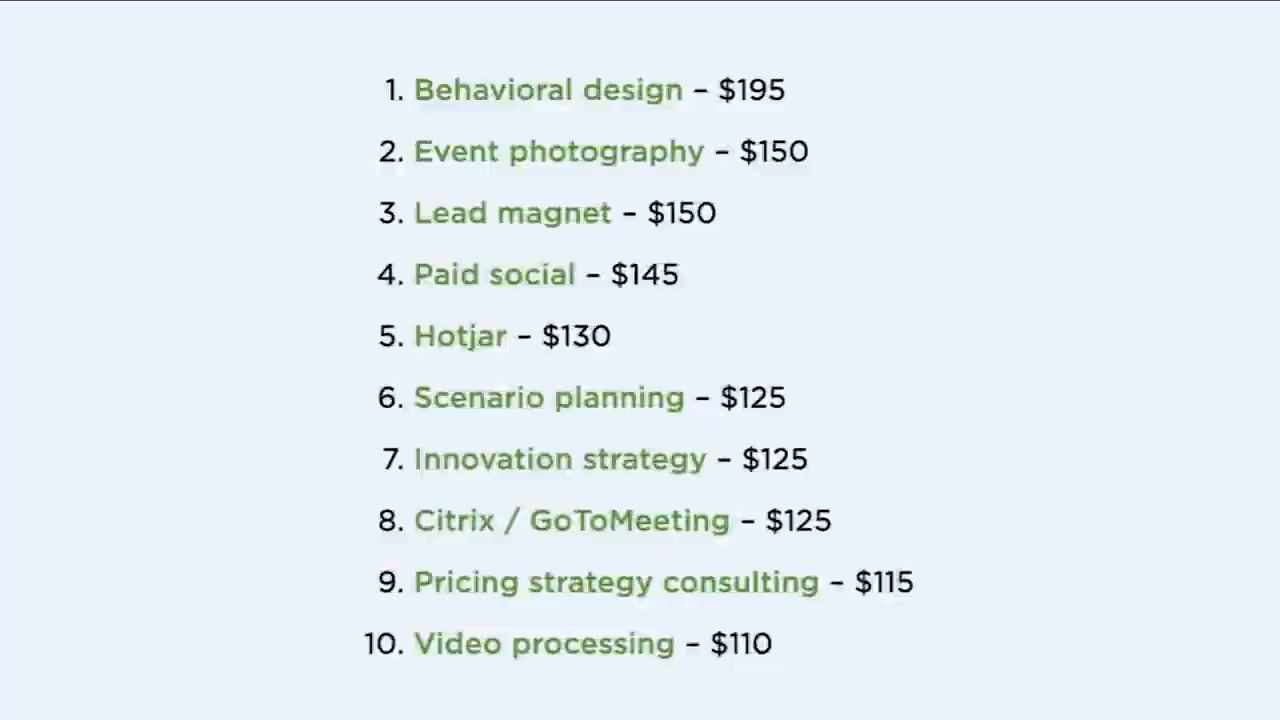 1. Behavioral design – $195
2. Event photography – $150
3. Lead magnet – $150
4. Paid social – $145
5. Hotjar – $130
6. Scenario planning – $125
7. Innovation strategy – $125
8. Citrix / GoToMeeting – $125
9. Pricing strategy consulting – $115
10. Video processing – $110